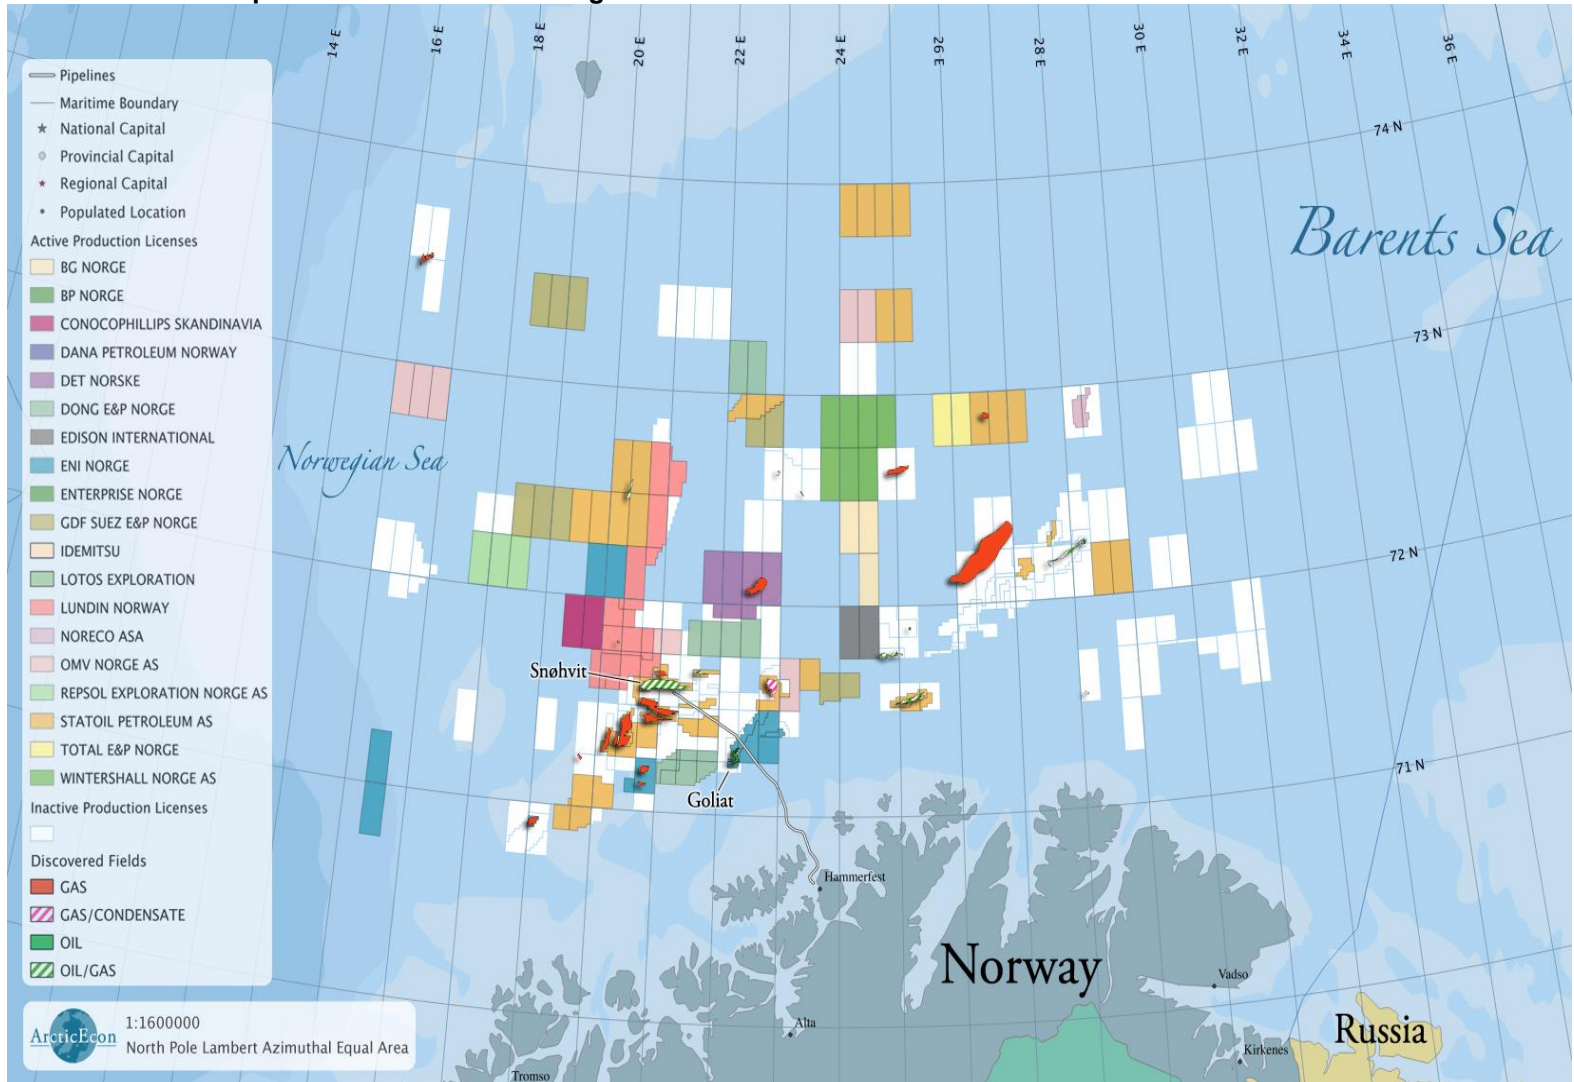 14 E
16 E
18 E
20 E
22 E
24 E
26 E
28 E
30 E
32 E
34 E
36 E
74 N
73 N
72 N
71 N
Pipelines
Maritime Boundary
National Capital
Provincial Capital
Regional Capital
Populated Location
Active Production Licenses
BG NORGE
BP NORGE
CONOCOPHILLIPS SKANDINAVIA
DANA PETROLEUM NORWAY
DET NORSKE
DONG E&P NORGE
EDISON INTERNATIONAL
ENI NORGE
ENTERPRISE NORGE
GDF SUEZ E&P NORGE
IDEMITSU
LOTOS EXPLORATION
LUNDIN NORWAY
NORECO ASA
OMV NORGE AS
REPSOL EXPLORATION NORGE AS
STATOIL PETROLEUM AS
TOTAL E&P NORGE
WINTERSHALL NORGE AS
Inactive Production Licenses
Discovered Fields
GAS
GAS/CONDENSATE
OIL
OIL/GAS
ArcticEcon
1:1600000
North Pole Lambert Azimuthal Equal Area
Barents Sea
Norwegian Sea
Snøhvit
Goliat
Hammerfest
Norway
Vadso
Alta
Russia
Kirkenes
Tromso